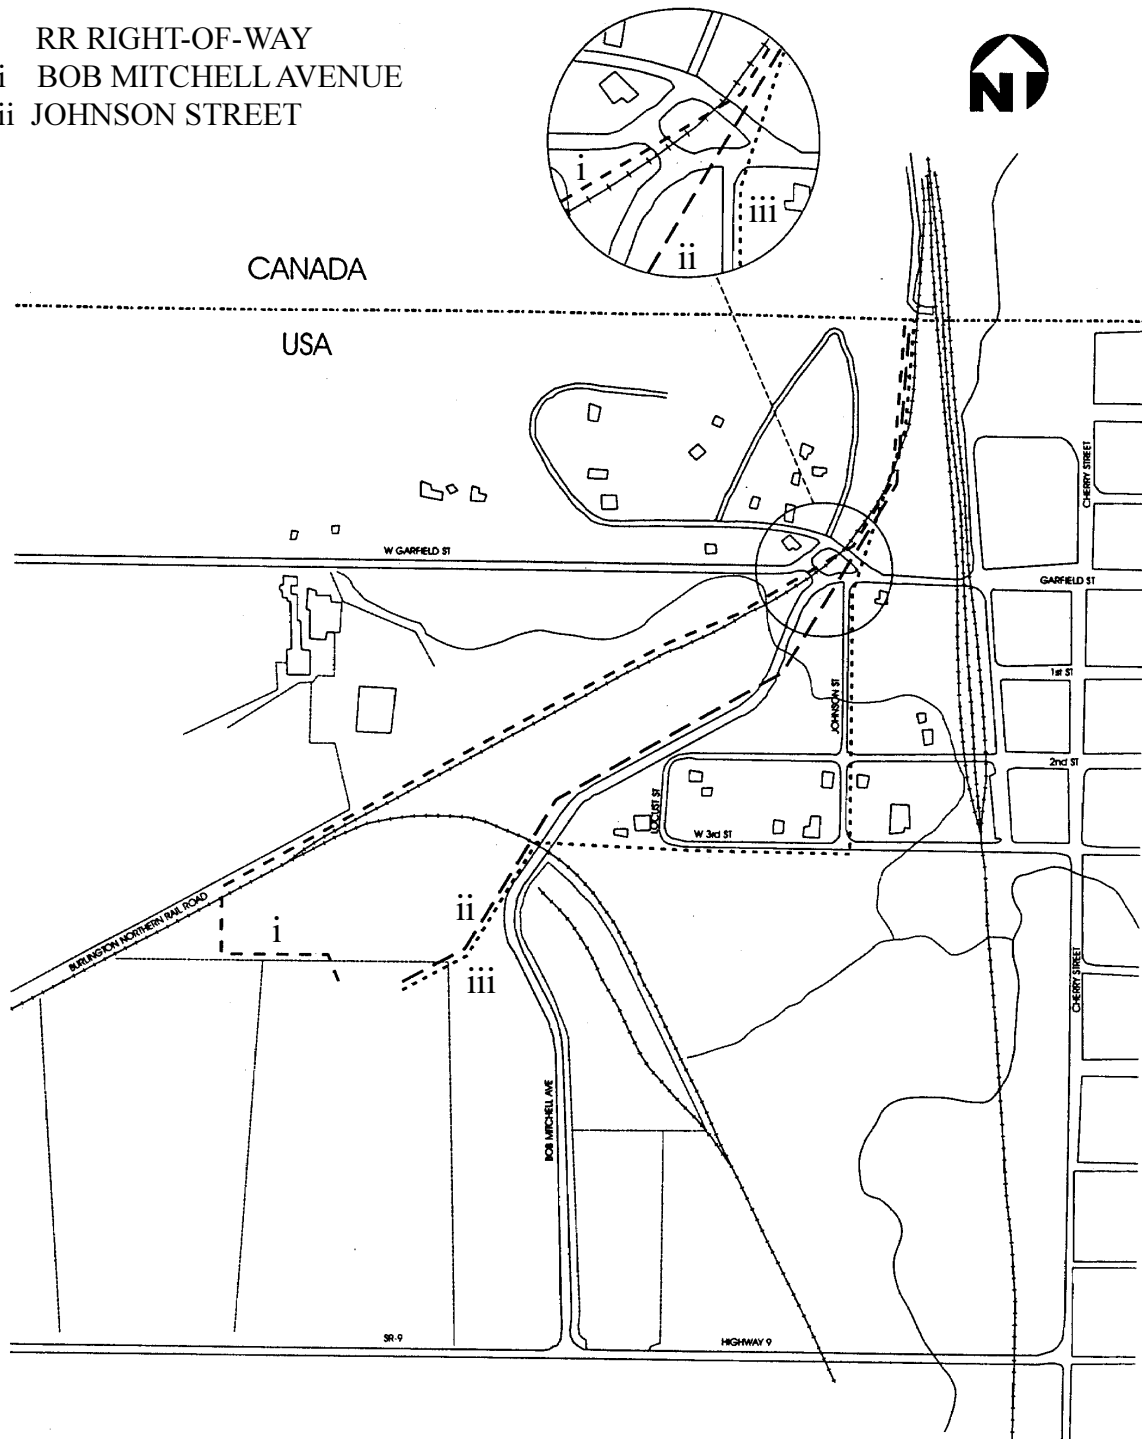 RR RIGHT-OF-WAY
i BOB MITCHELL AVENUE
ii JOHNSON STREET
N
i
ii
iii
CANADA
USA
CHERRY STREET
W GARFIELD ST
GARFIELD ST
1st ST
JOHNSON ST
2nd ST
LOCUST ST
W 3rd ST
BURLINGTON NORTHERN RAIL ROAD
ii
i
iii
CHERRY STREET
BOB MITCHELL AVE
SR-9
HIGHWAY 9